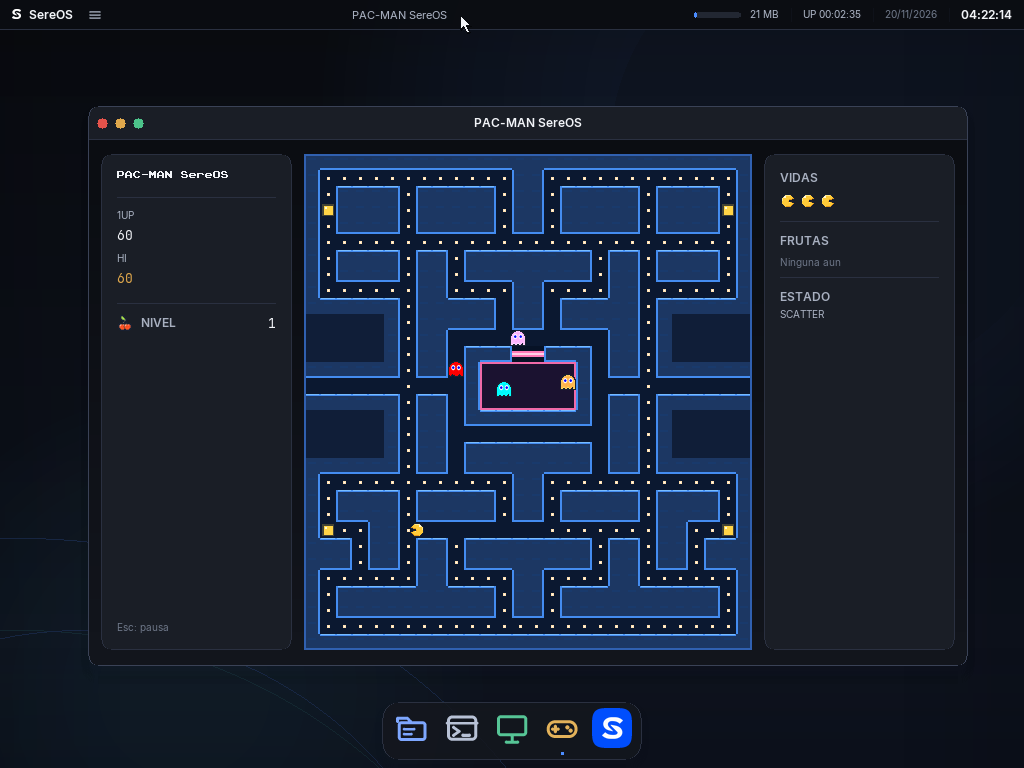 SereOS
PAC-MAN SereOS
21 MB
UP 00:02:35
20/11/2026
04:22:14
PAC-MAN SereOS
PAC-MAN SereOS
1UP
60
HI
60
NIVEL 1
Esc: pausa
VIDAS
FRUTAS
Ninguna aun
ESTADO
SCATTER